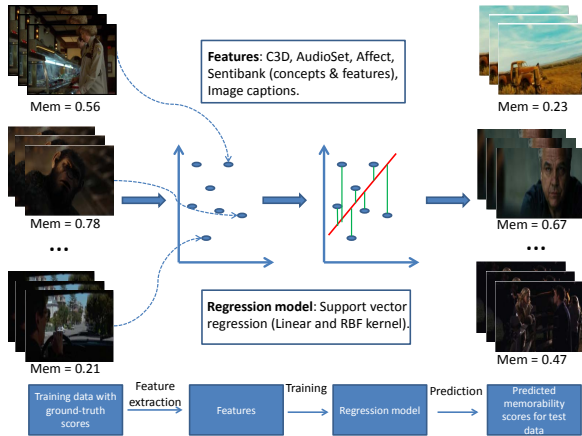 Features: C3D, AudioSet, Affect,
Sentibank (concepts & features),
Image captions.
Mem = 0.56
Mem = 0.23
Mem = 0.78
Mem = 0.67
...
...
Regression model: Support vector
regression (Linear and RBF kernel).
Mem = 0.21
Mem = 0.47
Training data with
ground-truth
scores
Feature
extraction
Features
Training
Regression model
Prediction
Predicted
memorability
scores for test
data